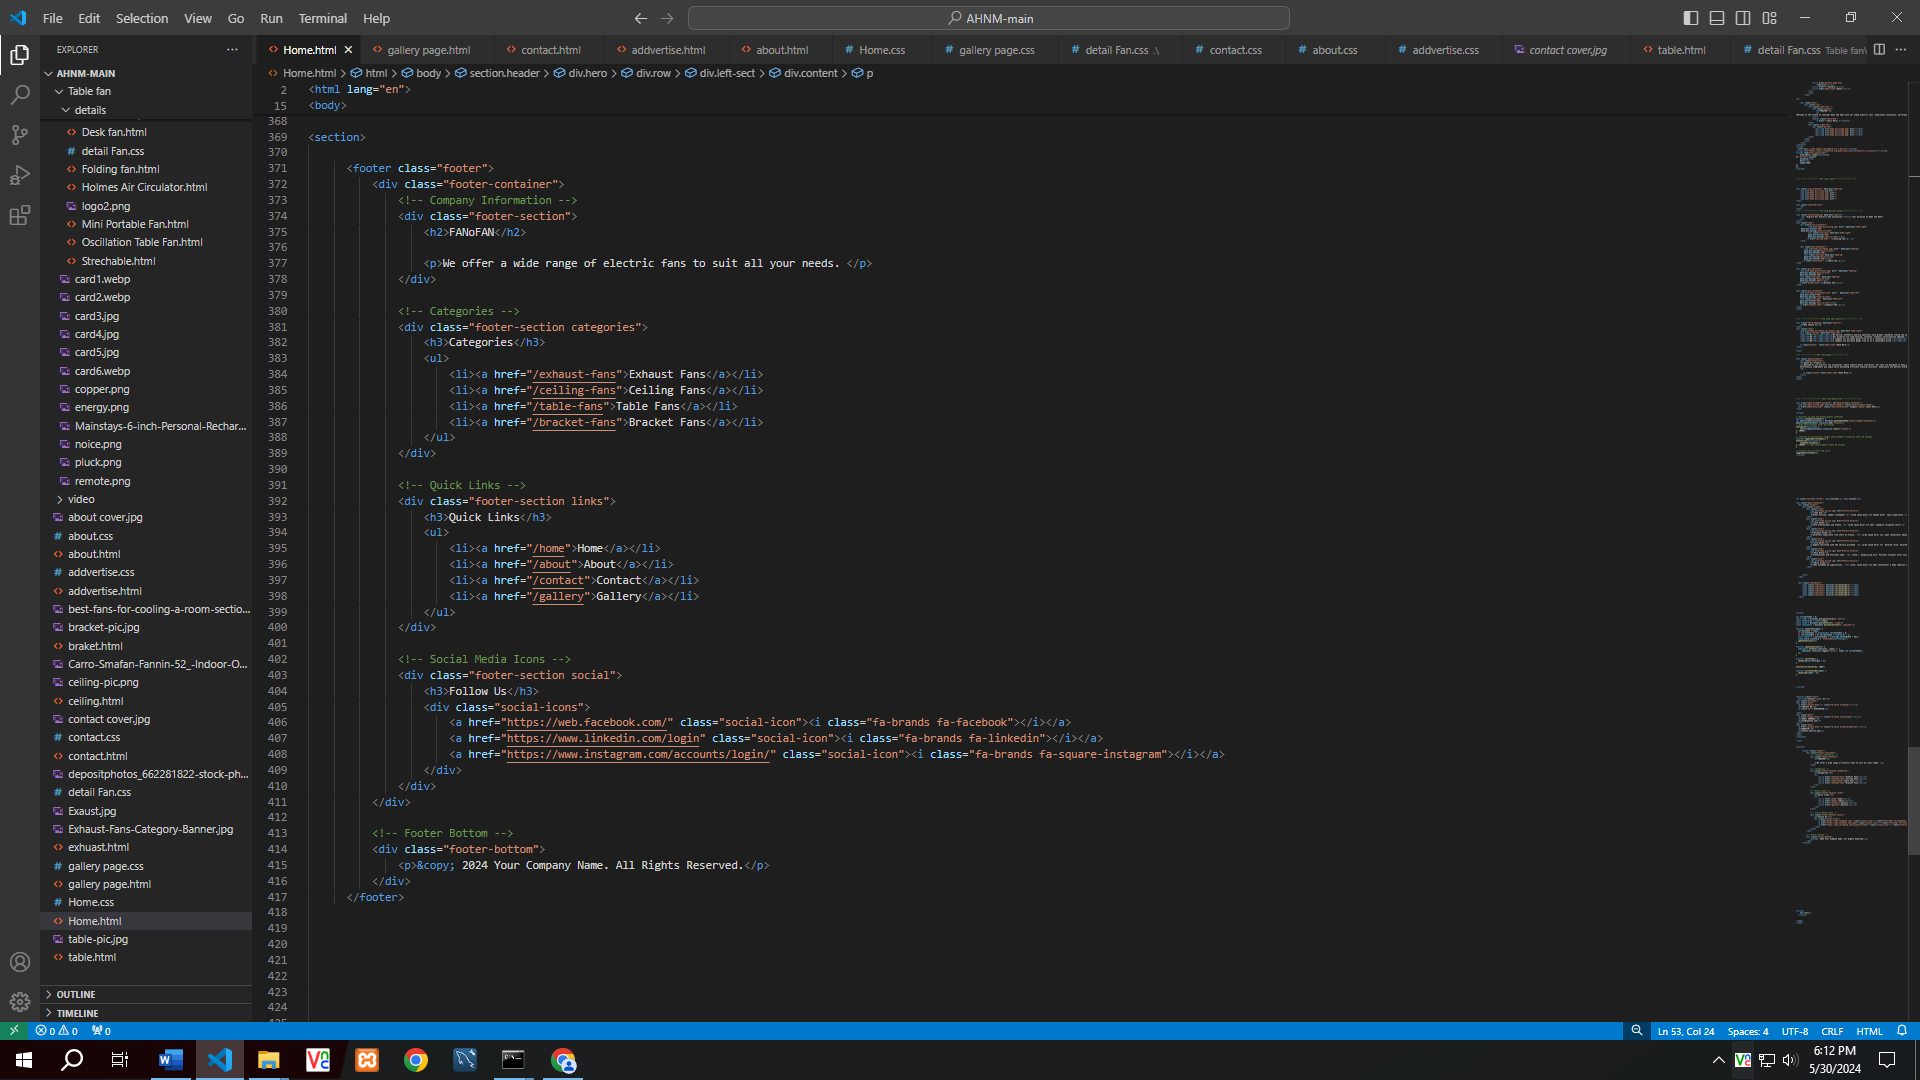 File Edit Selection View Go Run Terminal Help
AHNM-main
EXPLORER
Home.html gallery page.html contact.html addvertise.html about.html Home.css gallery page.css detail Fan.css .\ contact.css about.css addvertise.css contact cover.jpg table.html detail Fan.css Table fan\
Home.html > html > body > section.header > div.hero > div.row > div.left-sect > div.content > p
AHNM-MAIN
Table fan
details
Desk fan.html
detail Fan.css
Folding fan.html
Holmes Air Circulator.html
logo2.png
Mini Portable Fan.html
Oscillation Table Fan.html
Strechable.html
card1.webp
card2.webp
card3.jpg
card4.jpg
card5.jpg
card6.webp
copper.png
energy.png
Mainstays-6-inch-Personal-Rechar...
noice.png
pluck.png
remote.png
video
about cover.jpg
about.css
about.html
addvertise.css
addvertise.html
best-fans-for-cooling-a-room-sectio...
bracket-pic.jpg
braket.html
Carro-Smafan-Fannin-52_-Indoor-O...
ceiling-pic.png
ceiling.html
contact cover.jpg
contact.css
contact.html
depositphotos_662281822-stock-ph...
detail Fan.css
Exaust.jpg
Exhaust-Fans-Category-Banner.jpg
exhuast.html
gallery page.css
gallery page.html
Home.css
Home.html
table-pic.jpg
table.html
OUTLINE
TIMELINE
2 <html lang="en">
15 <body>
368
369 <section>
370
371 <footer class="footer">
372 <div class="footer-container">
373 <!-- Company Information -->
374 <div class="footer-section">
375 <h2>FANoFAN</h2>
376
377 <p>We offer a wide range of electric fans to suit all your needs. </p>
378 </div>
379
380 <!-- Categories -->
381 <div class="footer-section categories">
382 <h3>Categories</h3>
383 <ul>
384 <li><a href="/exhaust-fans">Exhaust Fans</a></li>
385 <li><a href="/ceiling-fans">Ceiling Fans</a></li>
386 <li><a href="/table-fans">Table Fans</a></li>
387 <li><a href="/bracket-fans">Bracket Fans</a></li>
388 </ul>
389 </div>
390
391 <!-- Quick Links -->
392 <div class="footer-section links">
393 <h3>Quick Links</h3>
394 <ul>
395 <li><a href="/home">Home</a></li>
396 <li><a href="/about">About</a></li>
397 <li><a href="/contact">Contact</a></li>
398 <li><a href="/gallery">Gallery</a></li>
399 </ul>
400 </div>
401
402 <!-- Social Media Icons -->
403 <div class="footer-section social">
404 <h3>Follow Us</h3>
405 <div class="social-icons">
406 <a href="https://web.facebook.com/" class="social-icon"><i class="fa-brands fa-facebook"></i></a>
407 <a href="https://www.linkedin.com/login" class="social-icon"><i class="fa-brands fa-linkedin"></i></a>
408 <a href="https://www.instagram.com/accounts/login/" class="social-icon"><i class="fa-brands fa-square-instagram"></i></a>
409 </div>
410 </div>
411 </div>
412
413 <!-- Footer Bottom -->
414 <div class="footer-bottom">
415 <p>&copy; 2024 Your Company Name. All Rights Reserved.</p>
416 </div>
417 </footer>
418
419
420
421
422
423
424
0 0 0 Ln 53, Col 24 Spaces: 4 UTF-8 CRLF HTML
6:12 PM
5/30/2024